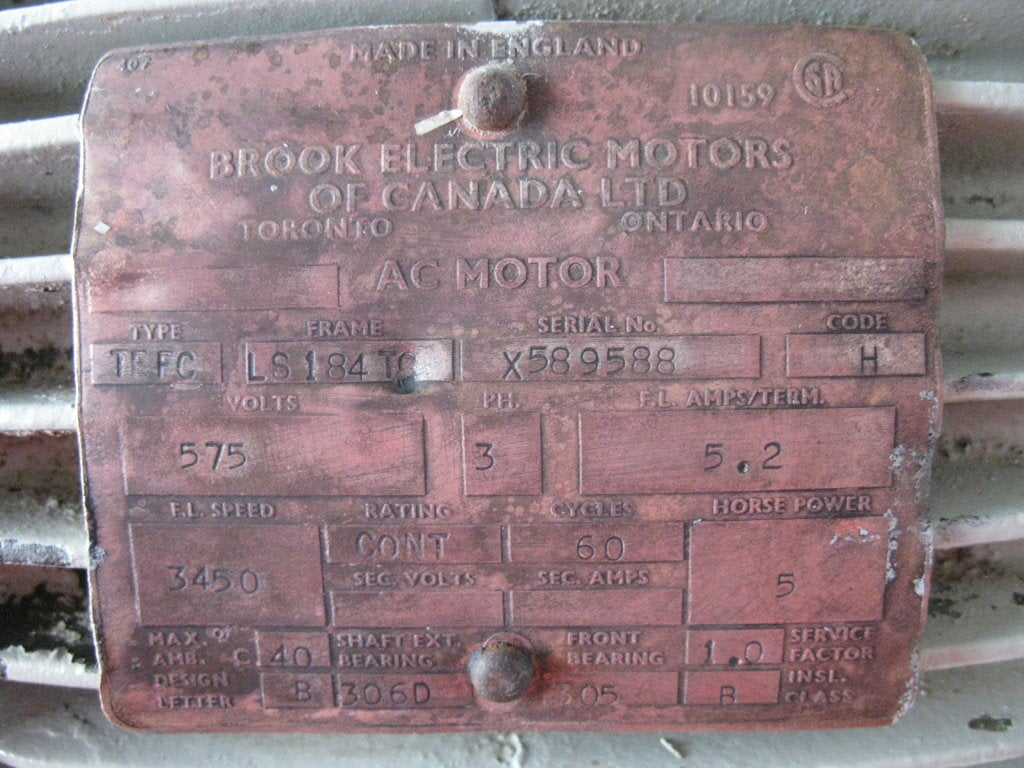 MADE IN ENGLAND
107
10159 CSA
BROOK ELECTRIC MOTORS
OF CANADA LTD
TORONTO ONTARIO
AC MOTOR
TYPE FRAME SERIAL No. CODE
TEFC LS184TC X589588 H
VOLTS PH. F.L. AMPS/TERM.
575 3 5.2
F.L. SPEED RATING CYCLES HORSE POWER
3450 CONT 60 5
SEC. VOLTS SEC. AMPS
MAX. AMB. °C 40 SHAFT EXT. BEARING 306D FRONT BEARING 305 1.0 SERVICE FACTOR
DESIGN LETTER B B INSL. CLASS